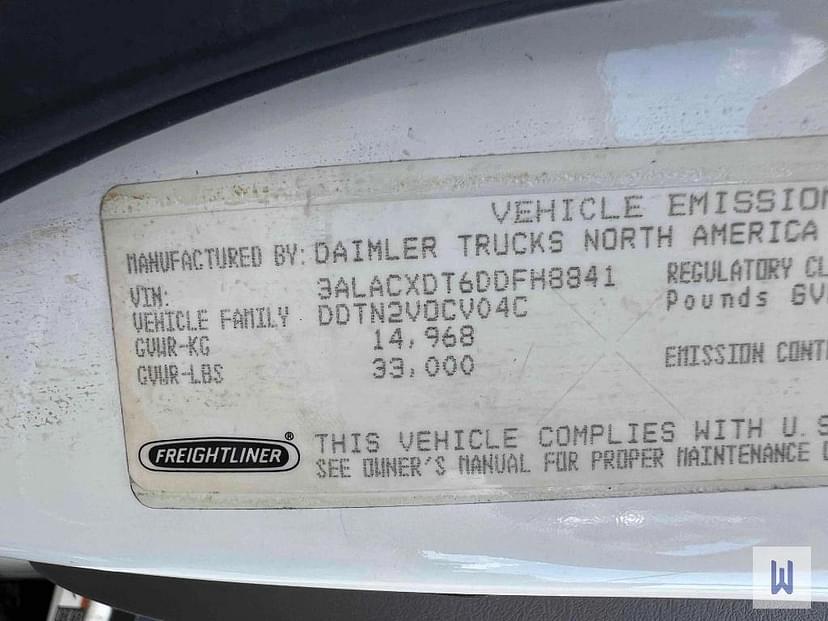 VEHICLE EMISSION
MANUFACTURED BY: DAIMLER TRUCKS NORTH AMERICA
VIN: 3ALACXDT6DDFH8841 REGULATORY CL
VEHICLE FAMILY DDTN2VOCV04C Pounds GV
GVWR-KG 14,968
GVWR-LBS 33,000 EMISSION CONT
FREIGHTLINER® THIS VEHICLE COMPLIES WITH U.S
SEE OWNER'S MANUAL FOR PROPER MAINTENANCE O
W